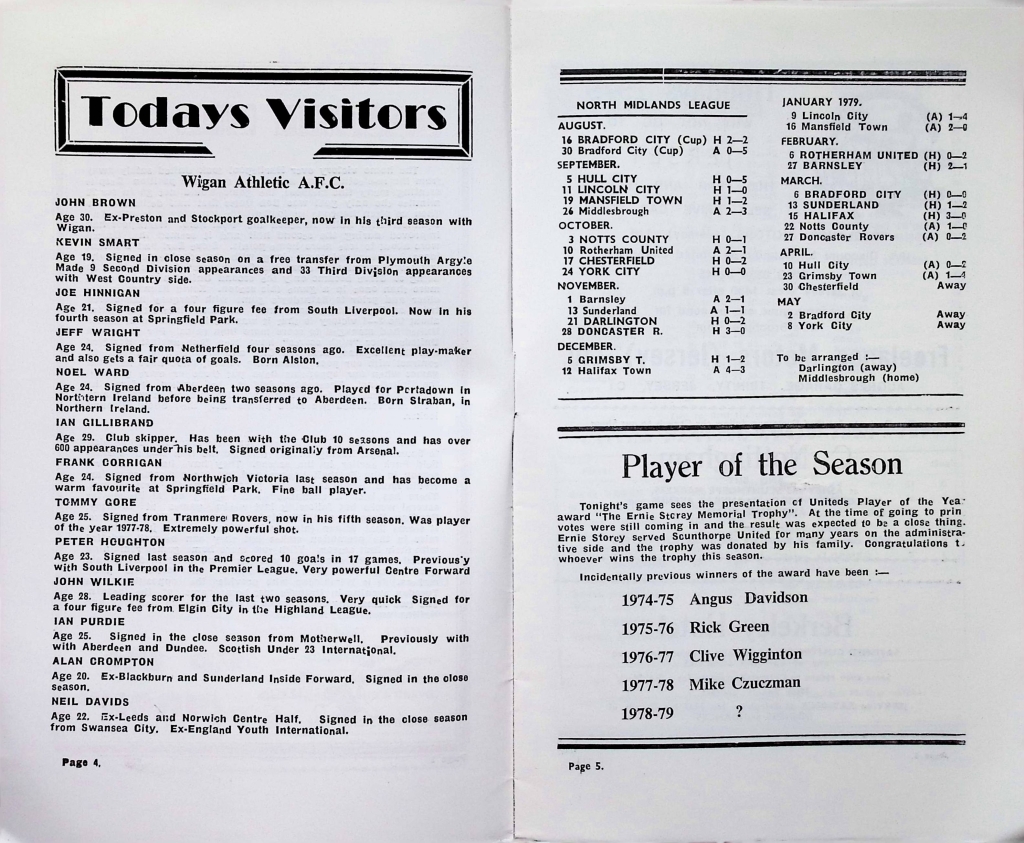 Todays Visitors
Wigan Athletic A.F.C.
JOHN BROWN
Age 30. Ex-Preston and Stockport goalkeeper, now in his third season with
Wigan.
KEVIN SMART
Age 19. Signed in close season on a free transfer from Plymouth Argyle
Made 9 Second Division appearances and 33 Third Division appearances
with West Country side.
JOE HINNIGAN
Age 21. Signed for a four figure fee from South Liverpool. Now in his
fourth season at Springfield Park.
JEFF WRIGHT
Age 24. Signed from Netherfield four seasons ago. Excellent play-maker
and also gets a fair quota of goals. Born Alston.
NOEL WARD
Age 24. Signed from Aberdeen two seasons ago. Played for Portadown in
Northern Ireland before being transferred to Aberdeen. Born Straban, in
Northern Ireland.
IAN GILLIBRAND
Age 29. Club skipper. Has been with the Club 10 seasons and has over
600 appearances under his belt. Signed originally from Arsenal.
FRANK CORRIGAN
Age 24. Signed from Northwich Victoria last season and has become a
warm favourite at Springfield Park. Fine ball player.
TOMMY GORE
Age 25. Signed from Tranmere Rovers, now in his fifth season. Was player
of the year 1977-78. Extremely powerful shot.
PETER HOUGHTON
Age 23. Signed last season and scored 10 goals in 17 games. Previous'y
with South Liverpool in the Premier League. Very powerful Centre Forward
JOHN WILKIE
Age 28. Leading scorer for the last two seasons. Very quick Signed for
a four figure fee from Elgin City in the Highland League.
IAN PURDIE
Age 25. Signed in the close season from Motherwell. Previously with
with Aberdeen and Dundee. Scottish Under 23 International.
ALAN CROMPTON
Age 20. Ex-Blackburn and Sunderland Inside Forward. Signed in the close
season.
NEIL DAVIDS
Age 22. Ex-Leeds and Norwich Centre Half. Signed in the close season
from Swansea City. Ex-England Youth International.
Page 4.
NORTH MIDLANDS LEAGUE
AUGUST.
16 BRADFORD CITY (Cup) H 2—2
30 Bradford City (Cup) A 0—5
SEPTEMBER.
5 HULL CITY H 0—5
11 LINCOLN CITY H 1—0
19 MANSFIELD TOWN H 1—2
26 Middlesbrough A 2—3
OCTOBER.
3 NOTTS COUNTY H 0—1
10 Rotherham United A 2—1
17 CHESTERFIELD H 0—2
24 YORK CITY H 0—0
NOVEMBER.
1 Barnsley A 2—1
13 Sunderland A 1—1
21 DARLINGTON H 0—2
28 DONCASTER R. H 3—0
DECEMBER.
5 GRIMSBY T. H 1—2
12 Halifax Town A 4—3
JANUARY 1979.
9 Lincoln City (A) 1—4
16 Mansfield Town (A) 2—0
FEBRUARY.
6 ROTHERHAM UNITED (H) 0—2
27 BARNSLEY (H) 2—1
MARCH.
6 BRADFORD CITY (H) 0—0
13 SUNDERLAND (H) 1—2
15 HALIFAX (H) 3—0
22 Notts County (A) 1—0
27 Doncaster Rovers (A) 0—2
APRIL.
10 Hull City (A) 0—2
23 Grimsby Town (A) 1—4
30 Chesterfield Away
MAY
2 Bradford City Away
8 York City Away
To be arranged :—
Darlington (away)
Middlesbrough (home)
Player of the Season
Tonight's game sees the presentation of Uniteds Player of the Yea
award "The Ernie Storey Memorial Trophy". At the time of going to prin
votes were still coming in and the result was expected to be a close thing.
Ernie Storey served Scunthorpe United for many years on the administra-
tive side and the trophy was donated by his family. Congratulations t
whoever wins the trophy this season.
Incidentally previous winners of the award have been :—
1974-75 Angus Davidson
1975-76 Rick Green
1976-77 Clive Wigginton
1977-78 Mike Czuczman
1978-79 ?
Page 5.